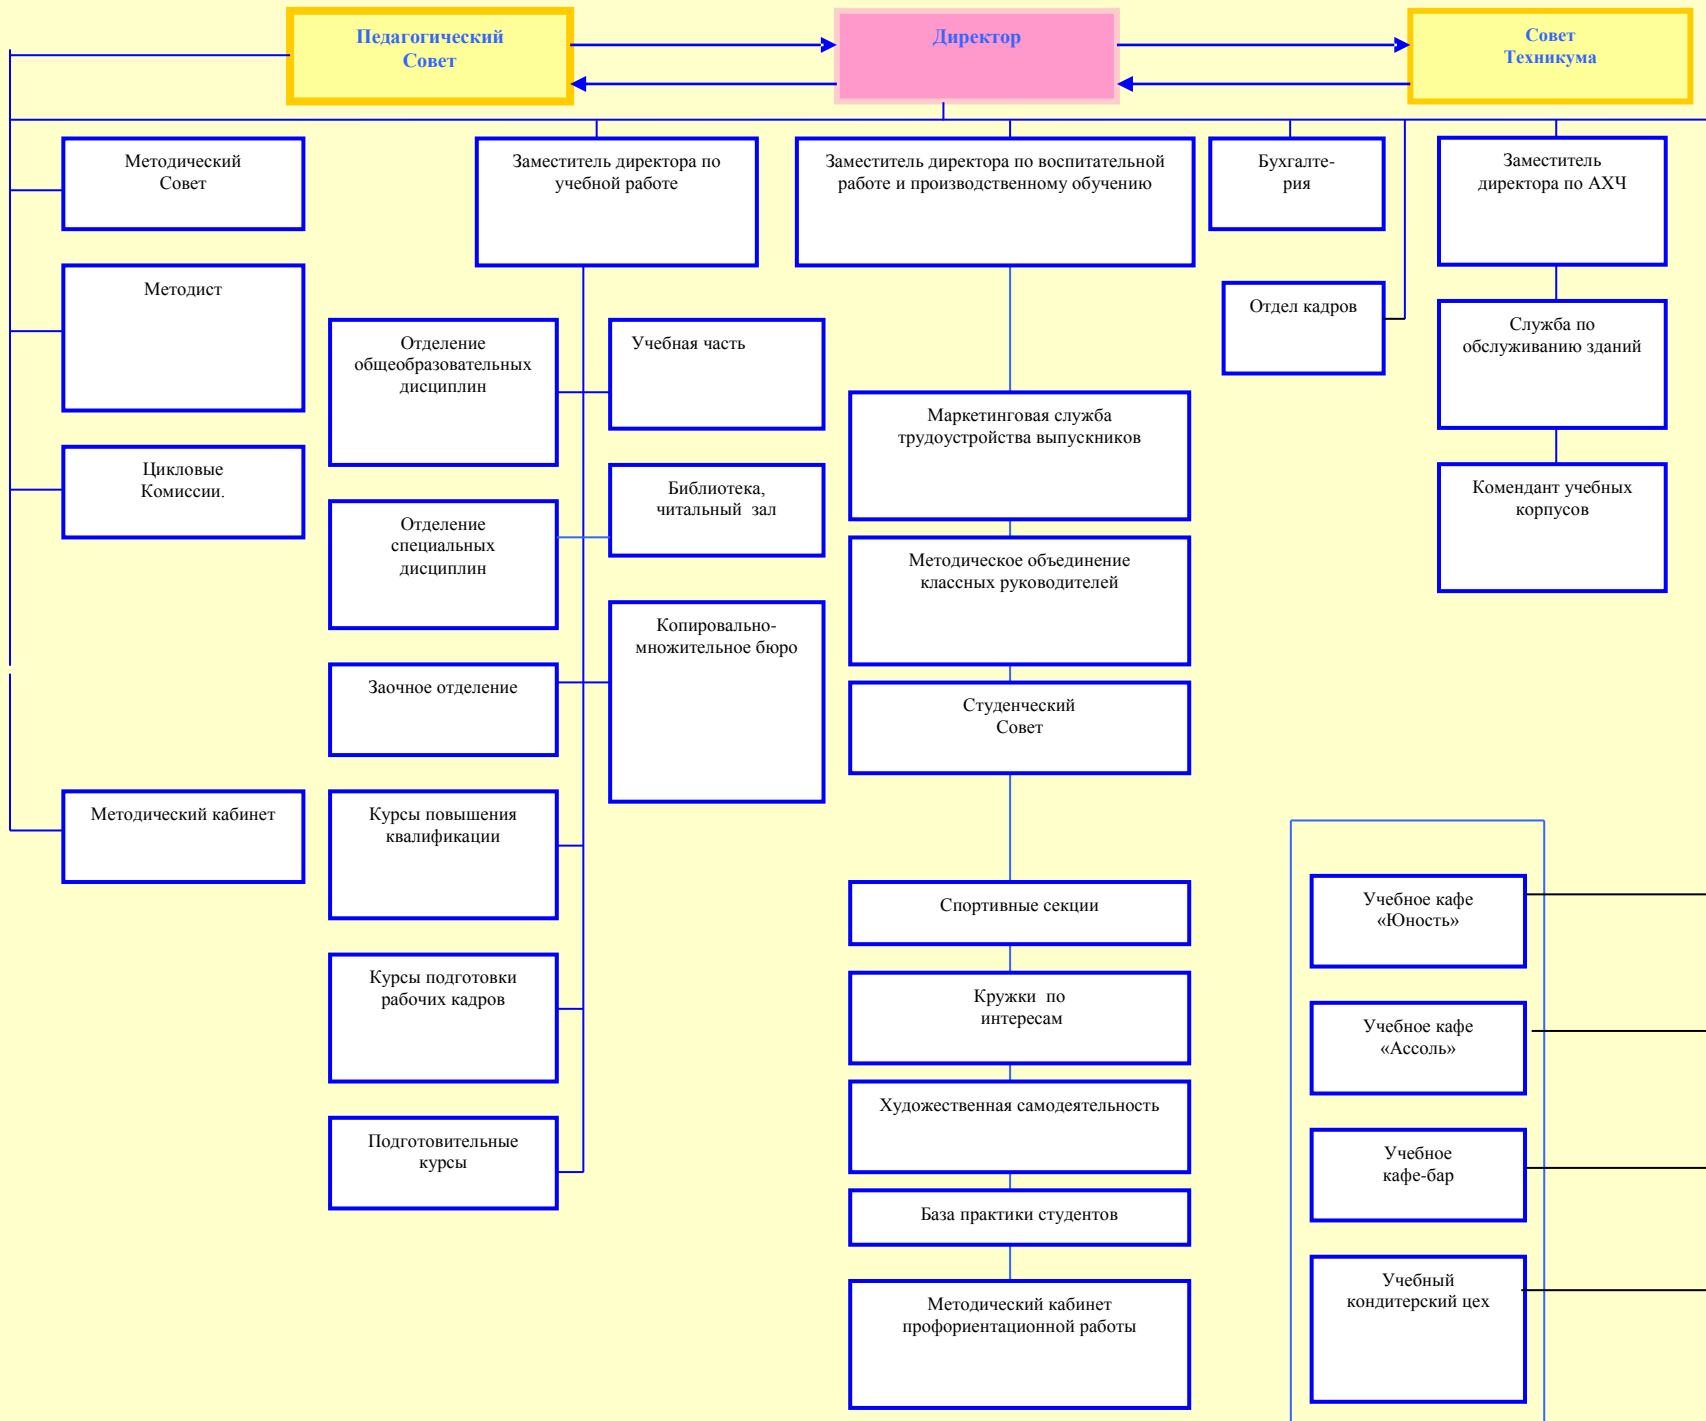 Педагогический
Совет
Директор
Совет
Техникума
Методический
Совет
Заместитель директора по
учебной работе
Заместитель директора по воспитательной
работе и производственному обучению
Бухгалте-
рия
Заместитель
директора по АХЧ
Методист
Отдел кадров
Служба по
обслуживанию зданий
Отделение
общеобразовательных
дисциплин
Учебная часть
Маркетинговая служба
трудоустройства выпускников
Цикловые
Комиссии.
Библиотека,
читальный  зал
Комендант учебных
корпусов
Отделение
специальных
дисциплин
Методическое объединение
классных руководителей
Копировально-
множительное бюро
Заочное отделение
Студенческий
Совет
Методический кабинет
Курсы повышения
квалификации
Спортивные секции
Учебное кафе
«Юность»
Курсы подготовки
рабочих кадров
Кружки  по
интересам
Учебное кафе
«Ассоль»
Художественная самодеятельность
Подготовительные
курсы
Учебное
кафе-бар
База практики студентов
Учебный
кондитерский цех
Методический кабинет
профориентационной работы